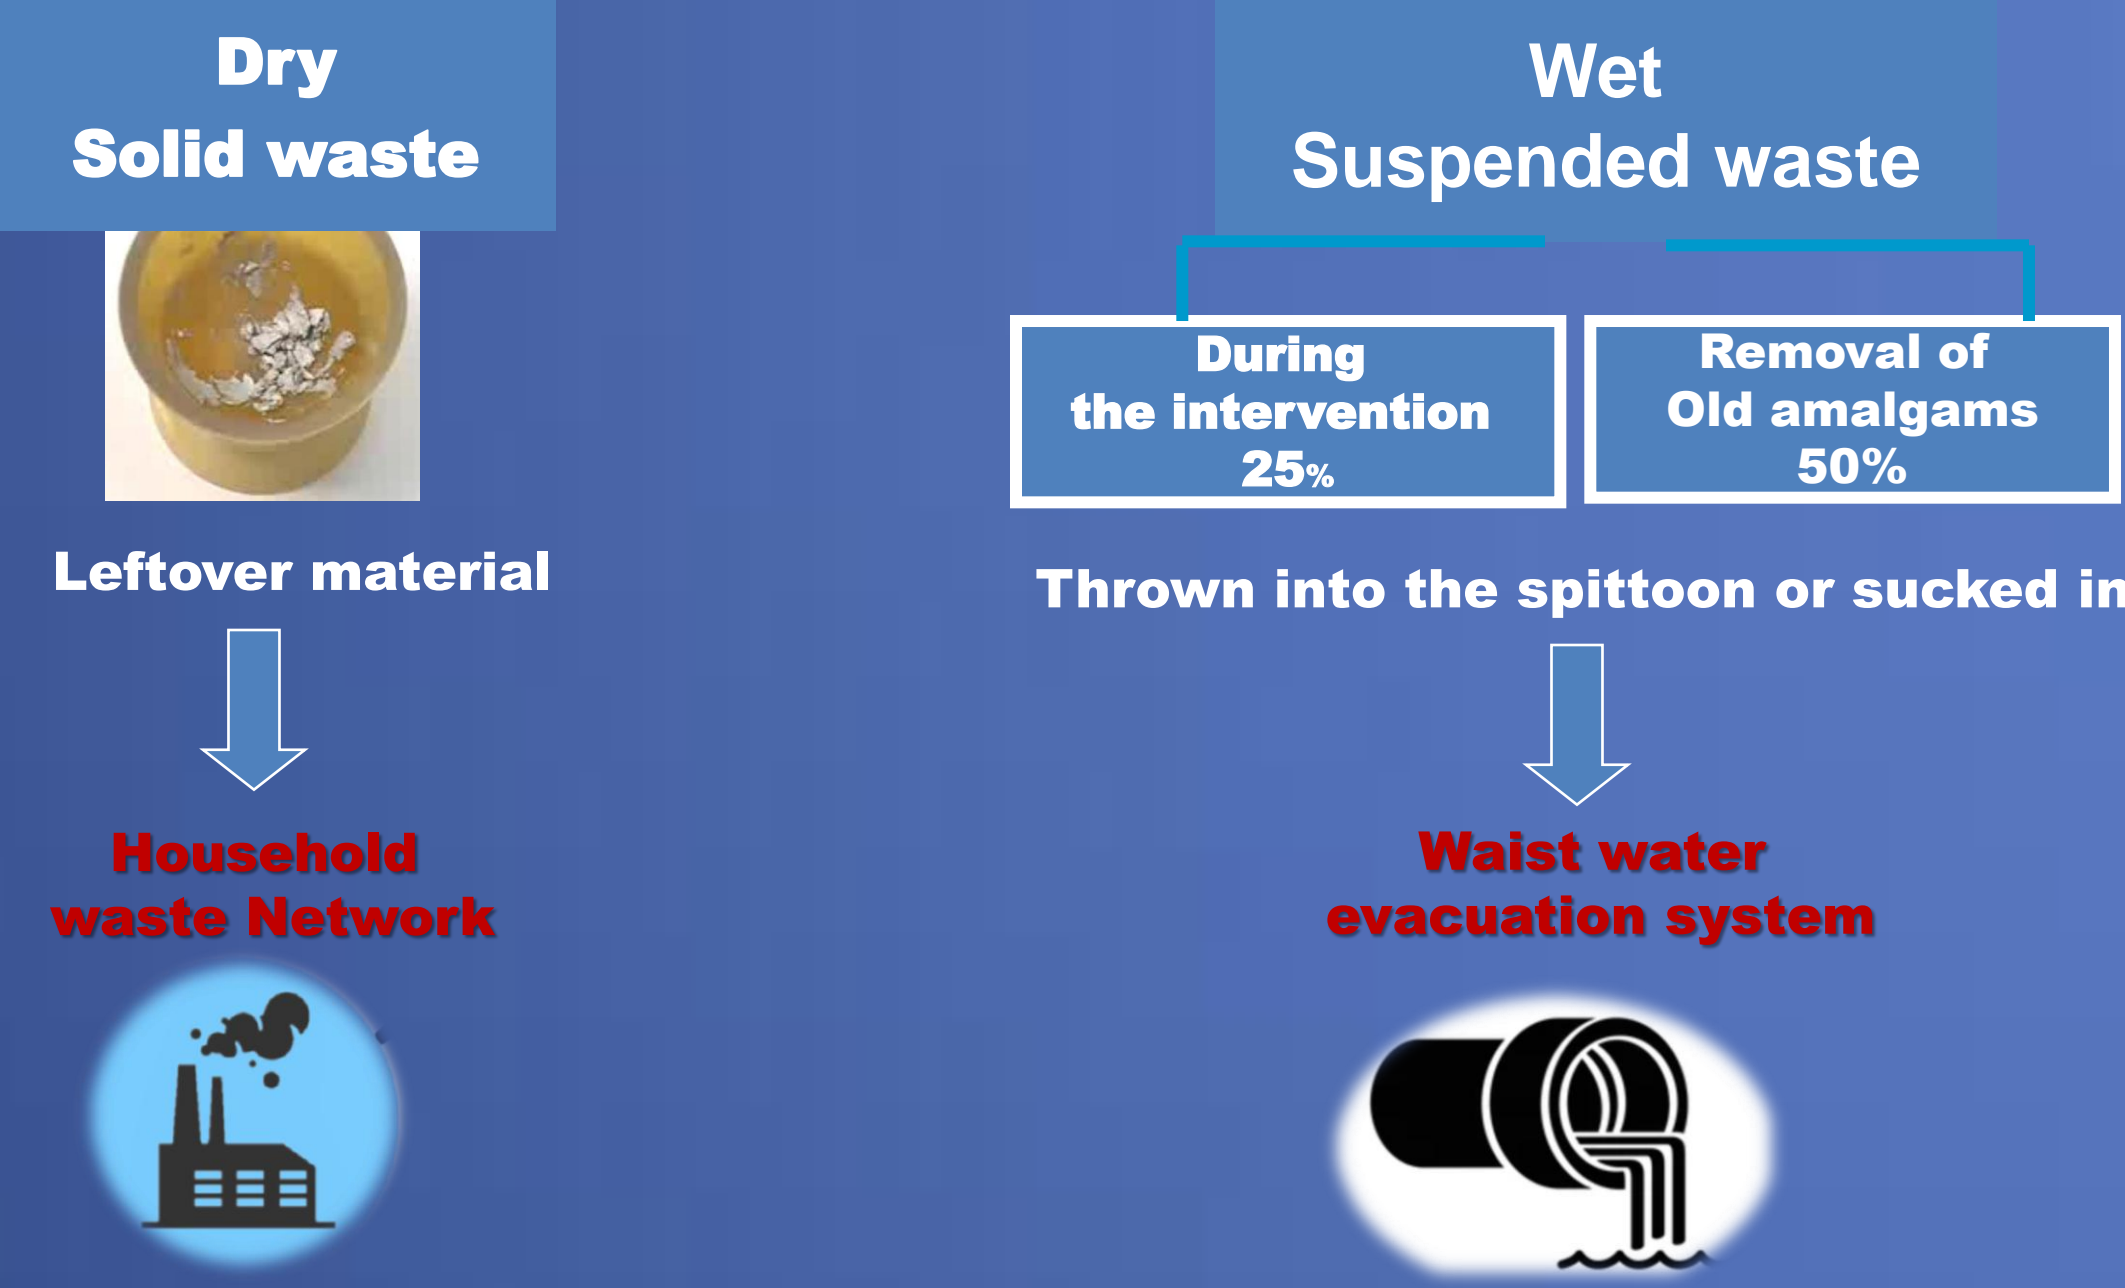 Dry
Solid waste
Leftover material
Household
waste Network
Wet
Suspended waste
During
the intervention
25%
Removal of
Old amalgams
50%
Thrown into the spittoon or sucked in
Waist water
evacuation system